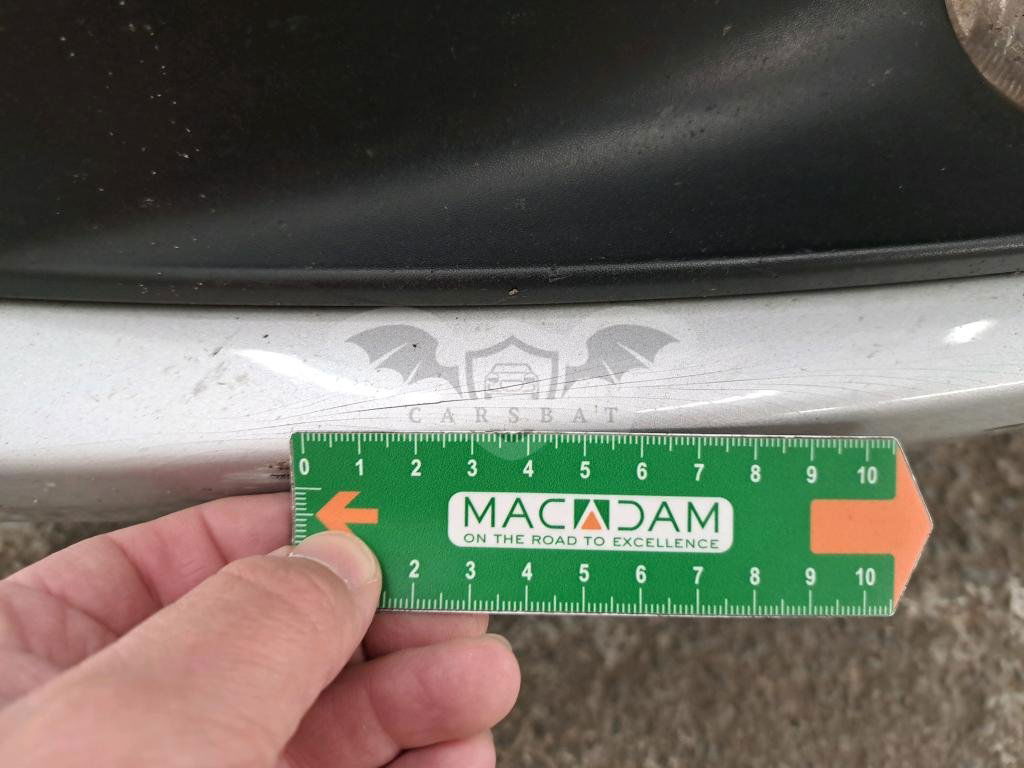 CARSBAT
0 1 2 3 4 5 6 7 8 9 10
MACADAM
ON THE ROAD TO EXCELLENCE
2 3 4 5 6 7 8 9 10